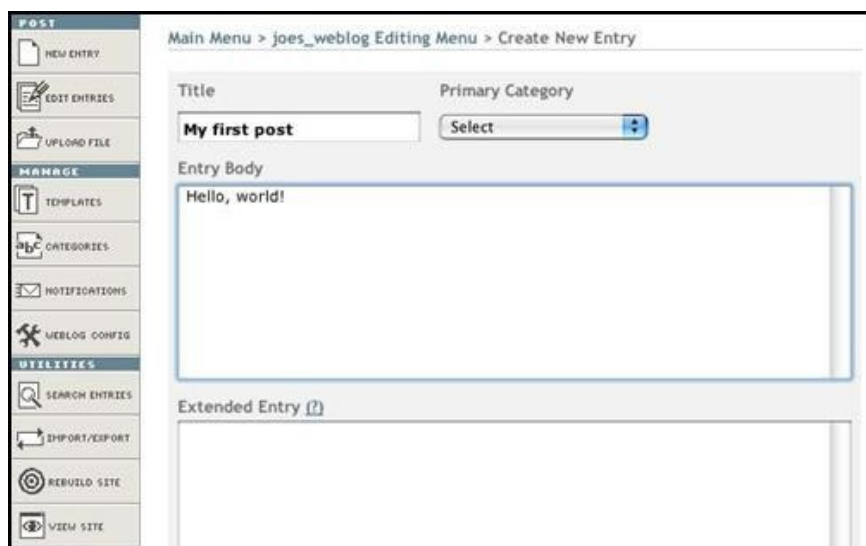 POST
NEW ENTRY
EDIT ENTRIES
UPLOAD FILE
MANAGE
TEMPLATES
CATEGORIES
NOTIFICATIONS
WEBLOG CONFIG
UTILITIES
SEARCH ENTRIES
IMPORT/EXPORT
REBUILD SITE
VIEW SITE
Main Menu > joes_weblog Editing Menu > Create New Entry
Title
Primary Category
My first post
Select
Entry Body
Hello, world!
Extended Entry (?)